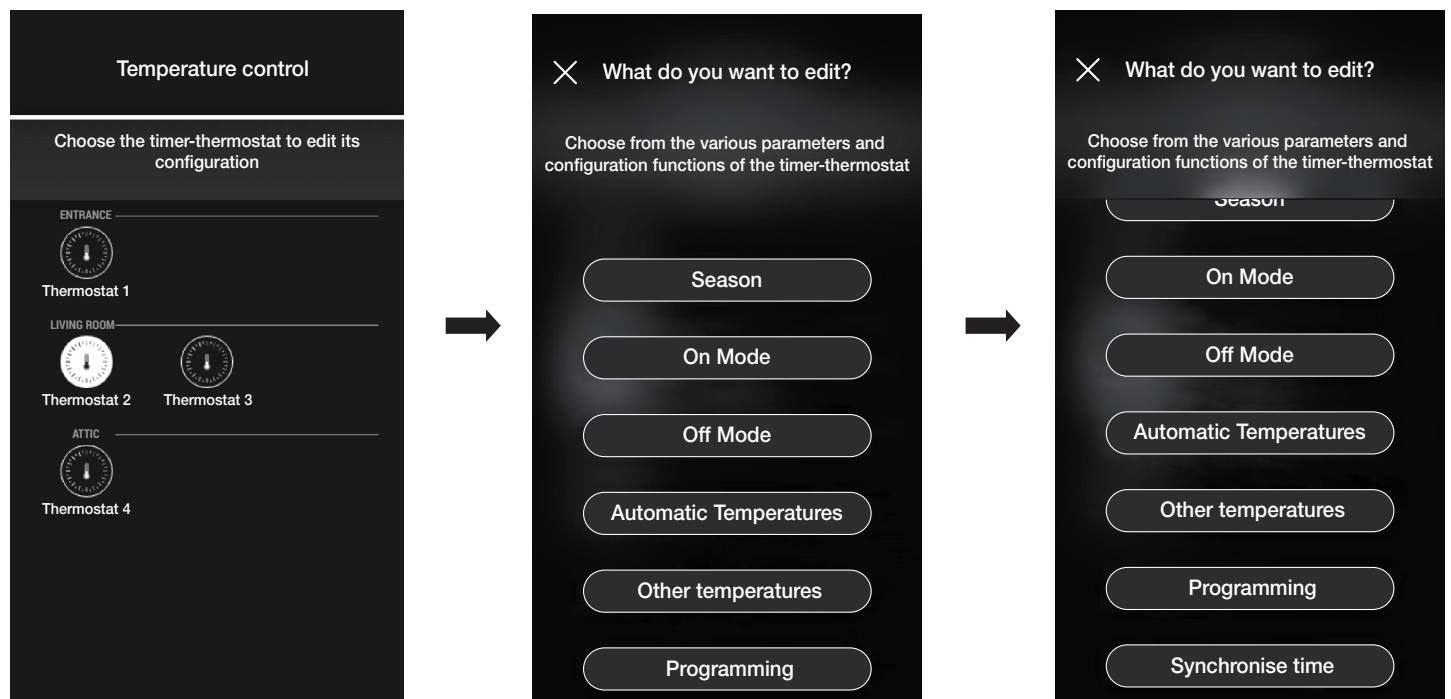 Temperature control
Choose the timer-thermostat to edit its
configuration
ENTRANCE
Thermostat 1
LIVING ROOM
Thermostat 2
Thermostat 3
ATTIC
Thermostat 4
What do you want to edit?
Choose from the various parameters and
configuration functions of the timer-thermostat
Season
On Mode
Off Mode
Automatic Temperatures
Other temperatures
Programming
What do you want to edit?
Choose from the various parameters and
configuration functions of the timer-thermostat
Season
On Mode
Off Mode
Automatic Temperatures
Other temperatures
Programming
Synchronise time